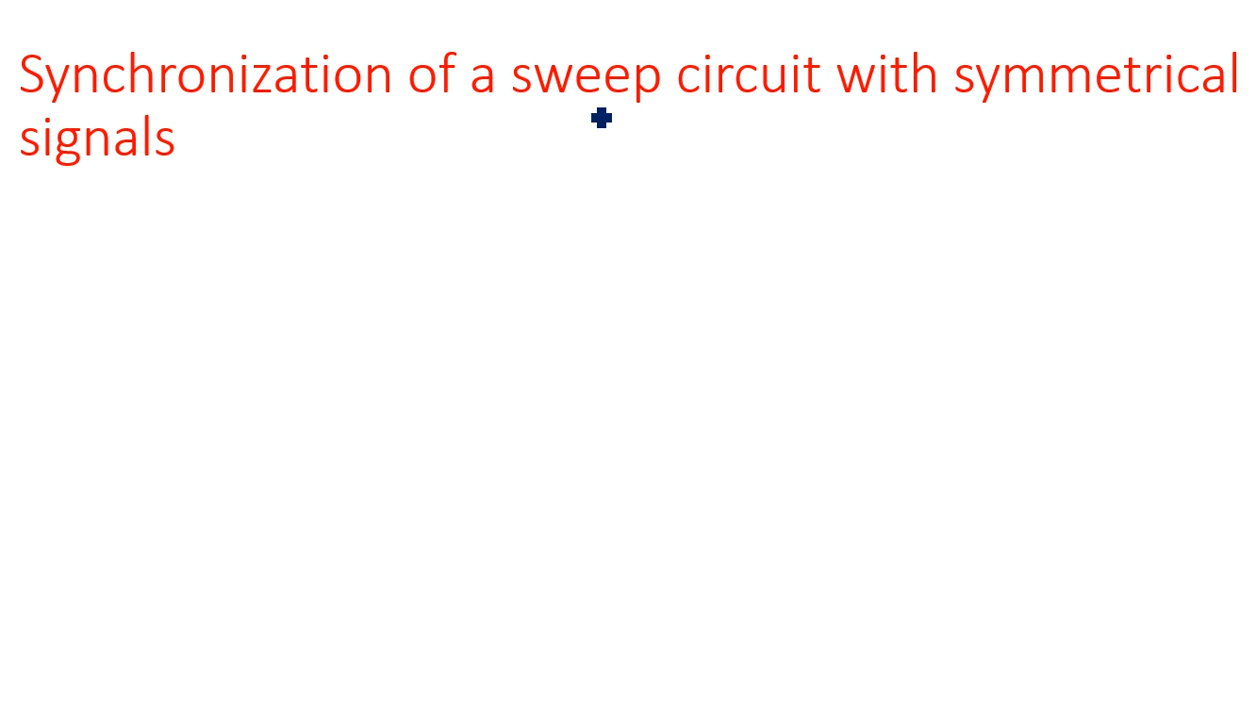 Synchronization of a sweep circuit with symmetrical
signals